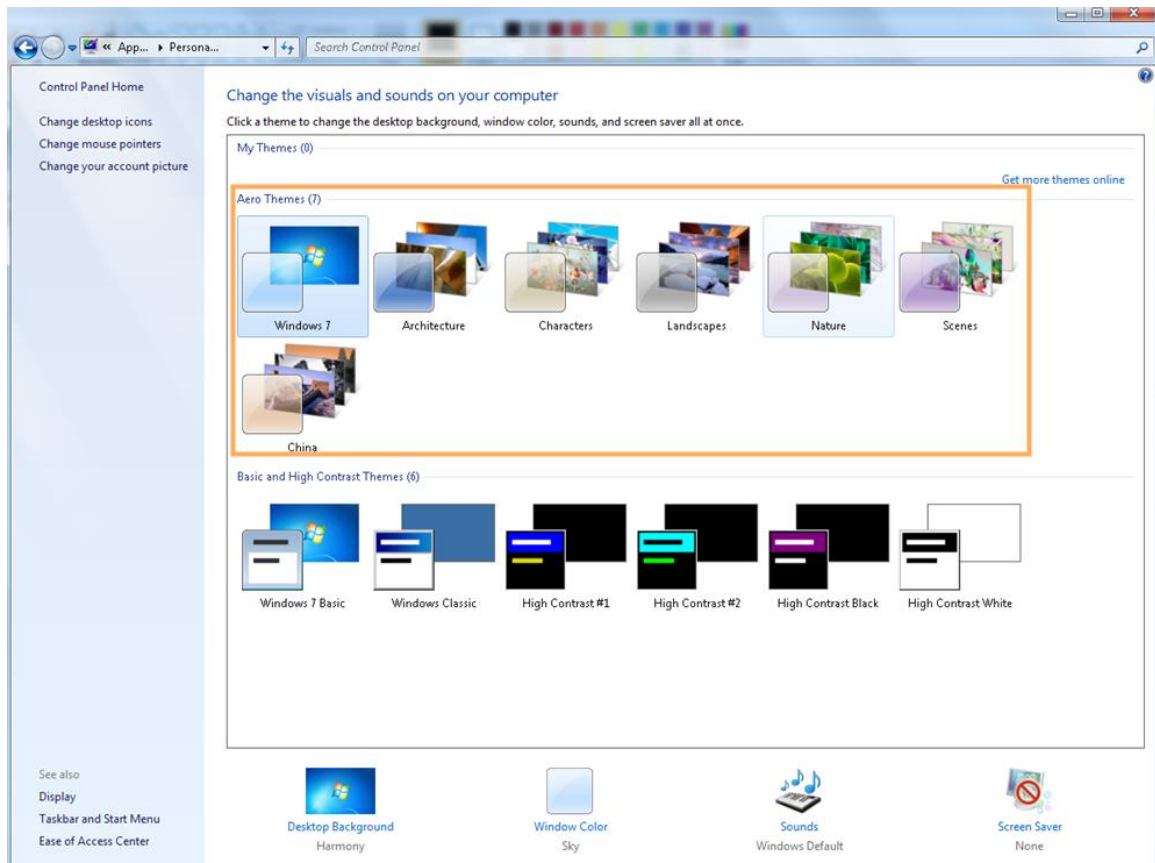 « App... ▸ Persona...
Search Control Panel
Control Panel Home
Change desktop icons
Change mouse pointers
Change your account picture
Change the visuals and sounds on your computer
Click a theme to change the desktop background, window color, sounds, and screen saver all at once.
My Themes (0)
Get more themes online
Aero Themes (7)
Windows 7 Architecture Characters Landscapes Nature Scenes
China
Basic and High Contrast Themes (6)
Windows 7 Basic Windows Classic High Contrast #1 High Contrast #2 High Contrast Black High Contrast White
See also
Display
Taskbar and Start Menu
Ease of Access Center
Desktop Background Window Color Sounds Screen Saver
Harmony Sky Windows Default None